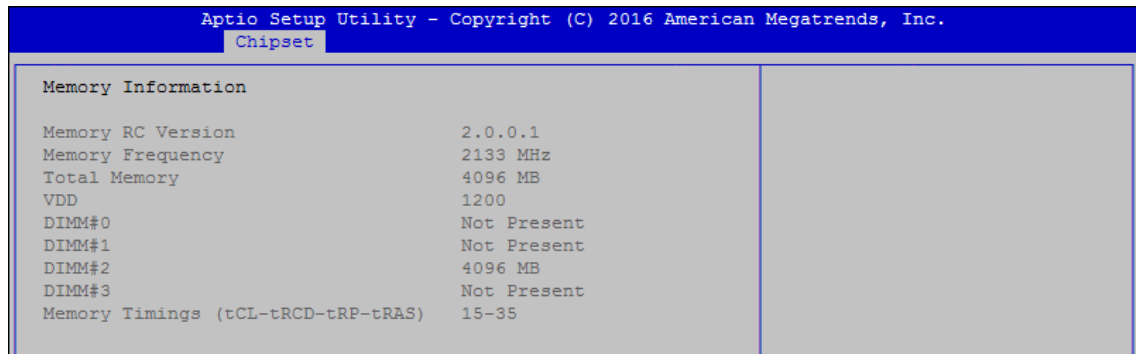 Aptio Setup Utility - Copyright (C) 2016 American Megatrends, Inc.
Chipset
Memory Information
Memory RC Version 2.0.0.1
Memory Frequency 2133 MHz
Total Memory 4096 MB
VDD 1200
DIMM#0 Not Present
DIMM#1 Not Present
DIMM#2 4096 MB
DIMM#3 Not Present
Memory Timings (tCL-tRCD-tRP-tRAS) 15-35